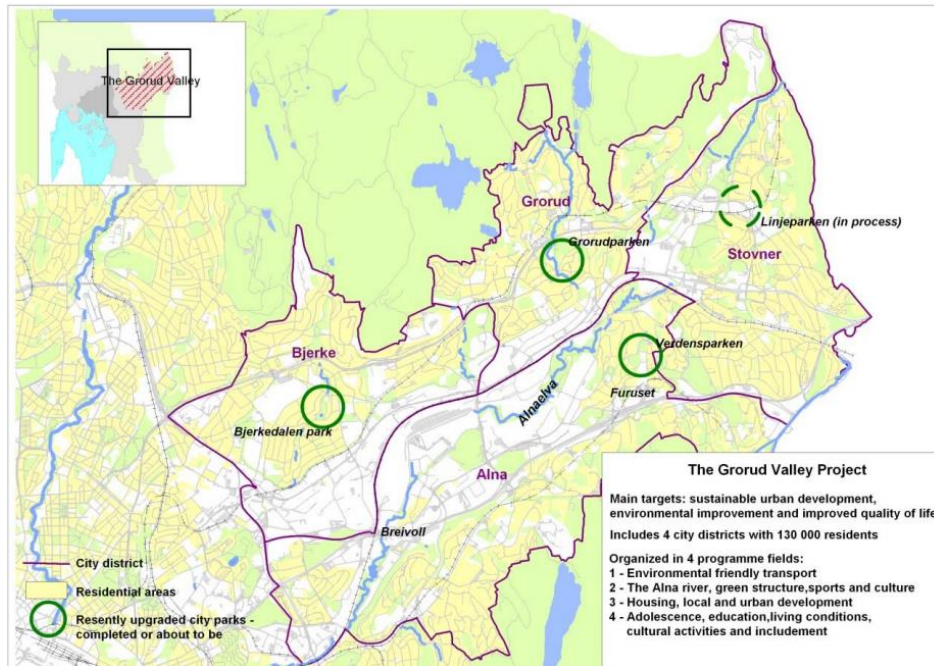 The Grorud Valley
Grorud
Grorudparken
Linjeparken (in process)
Stovner
Bjerke
Verdensparken
Furuset
Alnaelva
Bjerkedalen park
Alna
Breivoll
City district
Residential areas
Resently upgraded city parks -
completed or about to be
The Grorud Valley Project
Main targets: sustainable urban development,
environmental improvement and improved quality of life
Includes 4 city districts with 130 000 residents
Organized in 4 programme fields:
1 - Environmental friendly transport
2 - The Alna river, green structure,sports and culture
3 - Housing, local and urban development
4 - Adolescence, education,living conditions,
cultural activities and includement